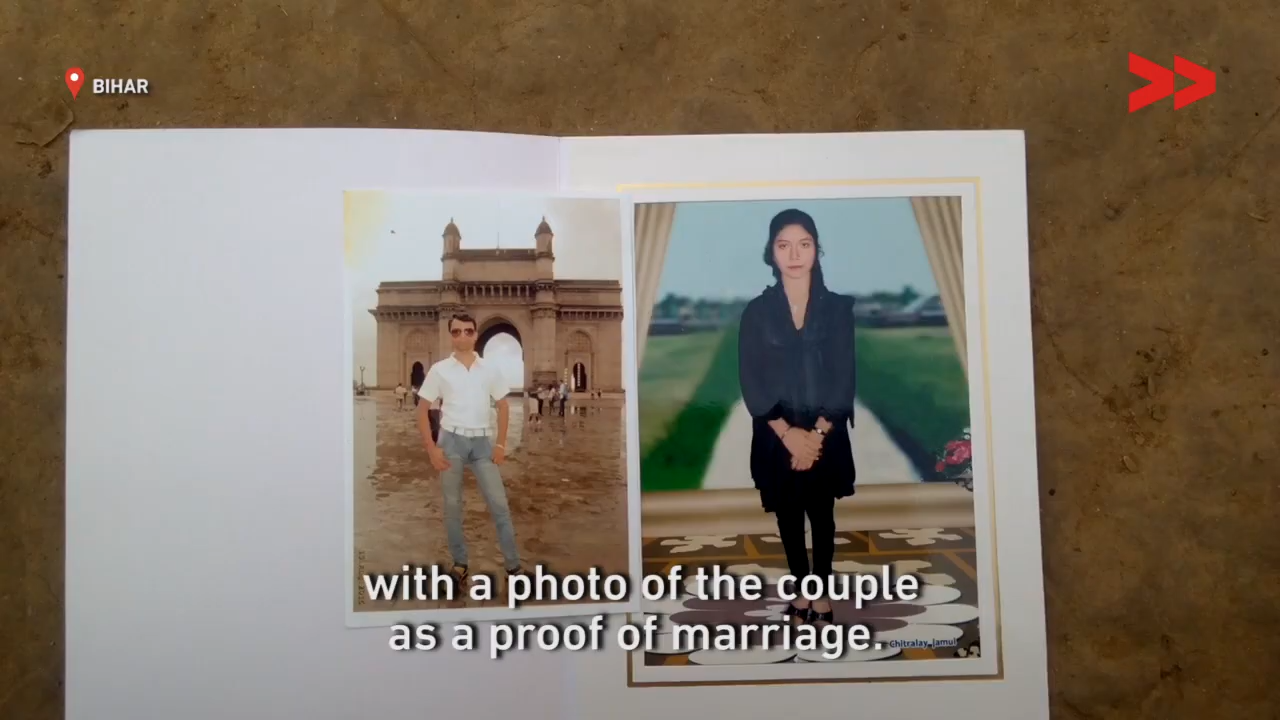 BIHAR
with a photo of the couple
as a proof of marriage.
Chitralay Jamui